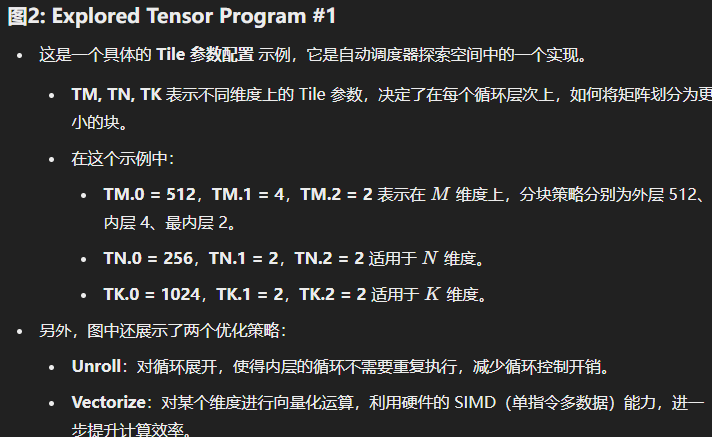 图2: Explored Tensor Program #1
这是一个具体的 Tile 参数配置 示例，它是自动调度器探索空间中的一个实现。
TM, TN, TK 表示不同维度上的 Tile 参数，决定了在每个循环层次上，如何将矩阵划分为更
小的块。
在这个示例中：
TM.0 = 512，TM.1 = 4，TM.2 = 2 表示在 M 维度上，分块策略分别为外层 512、
内层 4、最内层 2。
TN.0 = 256，TN.1 = 2，TN.2 = 2 适用于 N 维度。
TK.0 = 1024，TK.1 = 2，TK.2 = 2 适用于 K 维度。
另外，图中还展示了两个优化策略：
Unroll：对循环展开，使得内层的循环不需要重复执行，减少循环控制开销。
Vectorize：对某个维度进行向量化运算，利用硬件的 SIMD（单指令多数据）能力，进一
步提升计算效率。